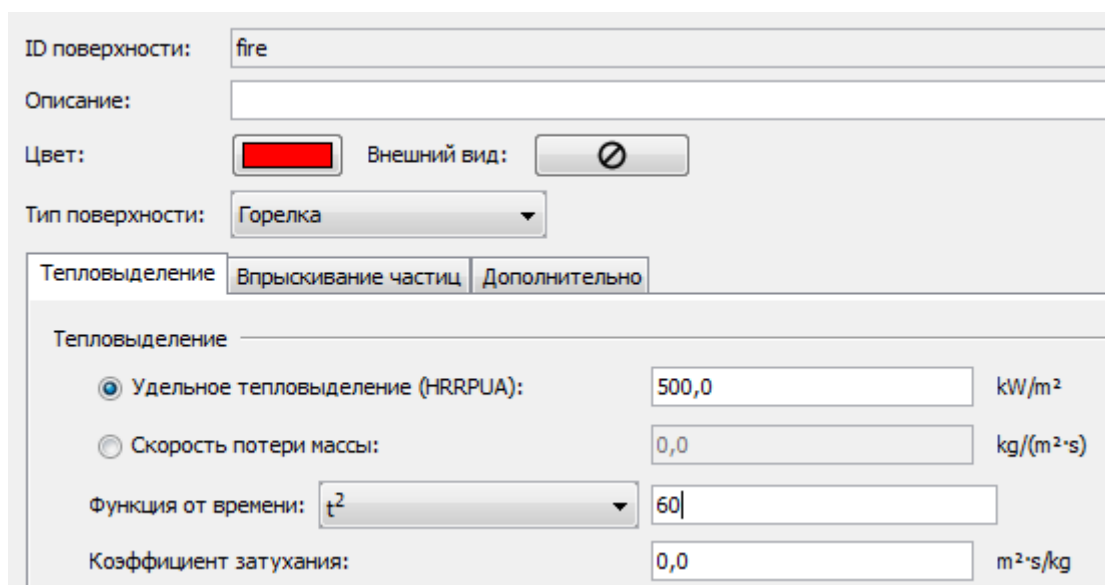 ID поверхности: fire
Описание:
Цвет: Внешний вид:
Тип поверхности: Горелка
Тепловыделение Впрыскивание частиц Дополнительно
Тепловыделение
Удельное тепловыделение (HRRPUA): 500,0 kW/m²
Скорость потери массы: 0,0 kg/(m²·s)
Функция от времени: t² 60
Коэффициент затухания: 0,0 m²·s/kg